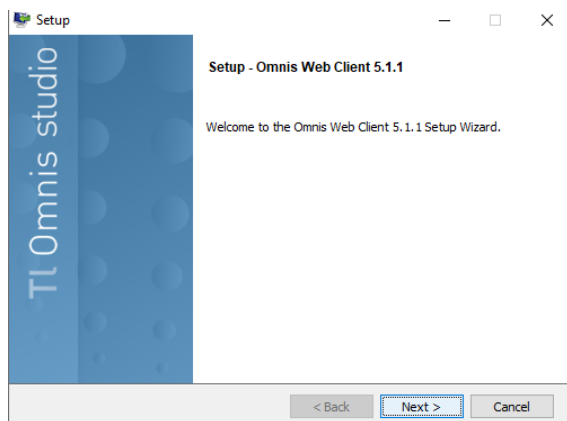 Setup
TL Omnis studio
Setup - Omnis Web Client 5.1.1
Welcome to the Omnis Web Client 5.1.1 Setup Wizard.
< Back
Next >
Cancel